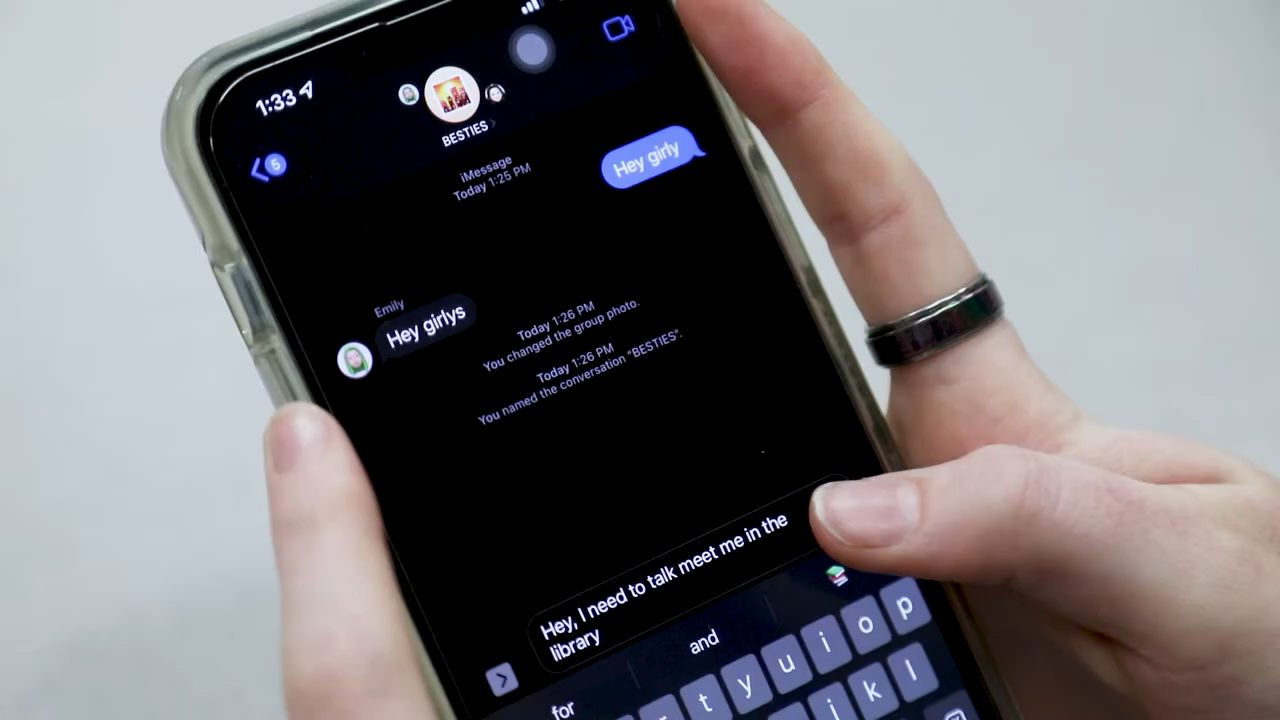 1:33
5
BESTIES
iMessage
Today 1:25 PM
Hey girly
Emily
Hey girlys
Today 1:26 PM
You changed the group photo.
Today 1:26 PM
You named the conversation “BESTIES”.
Hey, I need to talk meet me in the
library
for and
t y u i o p
j k l